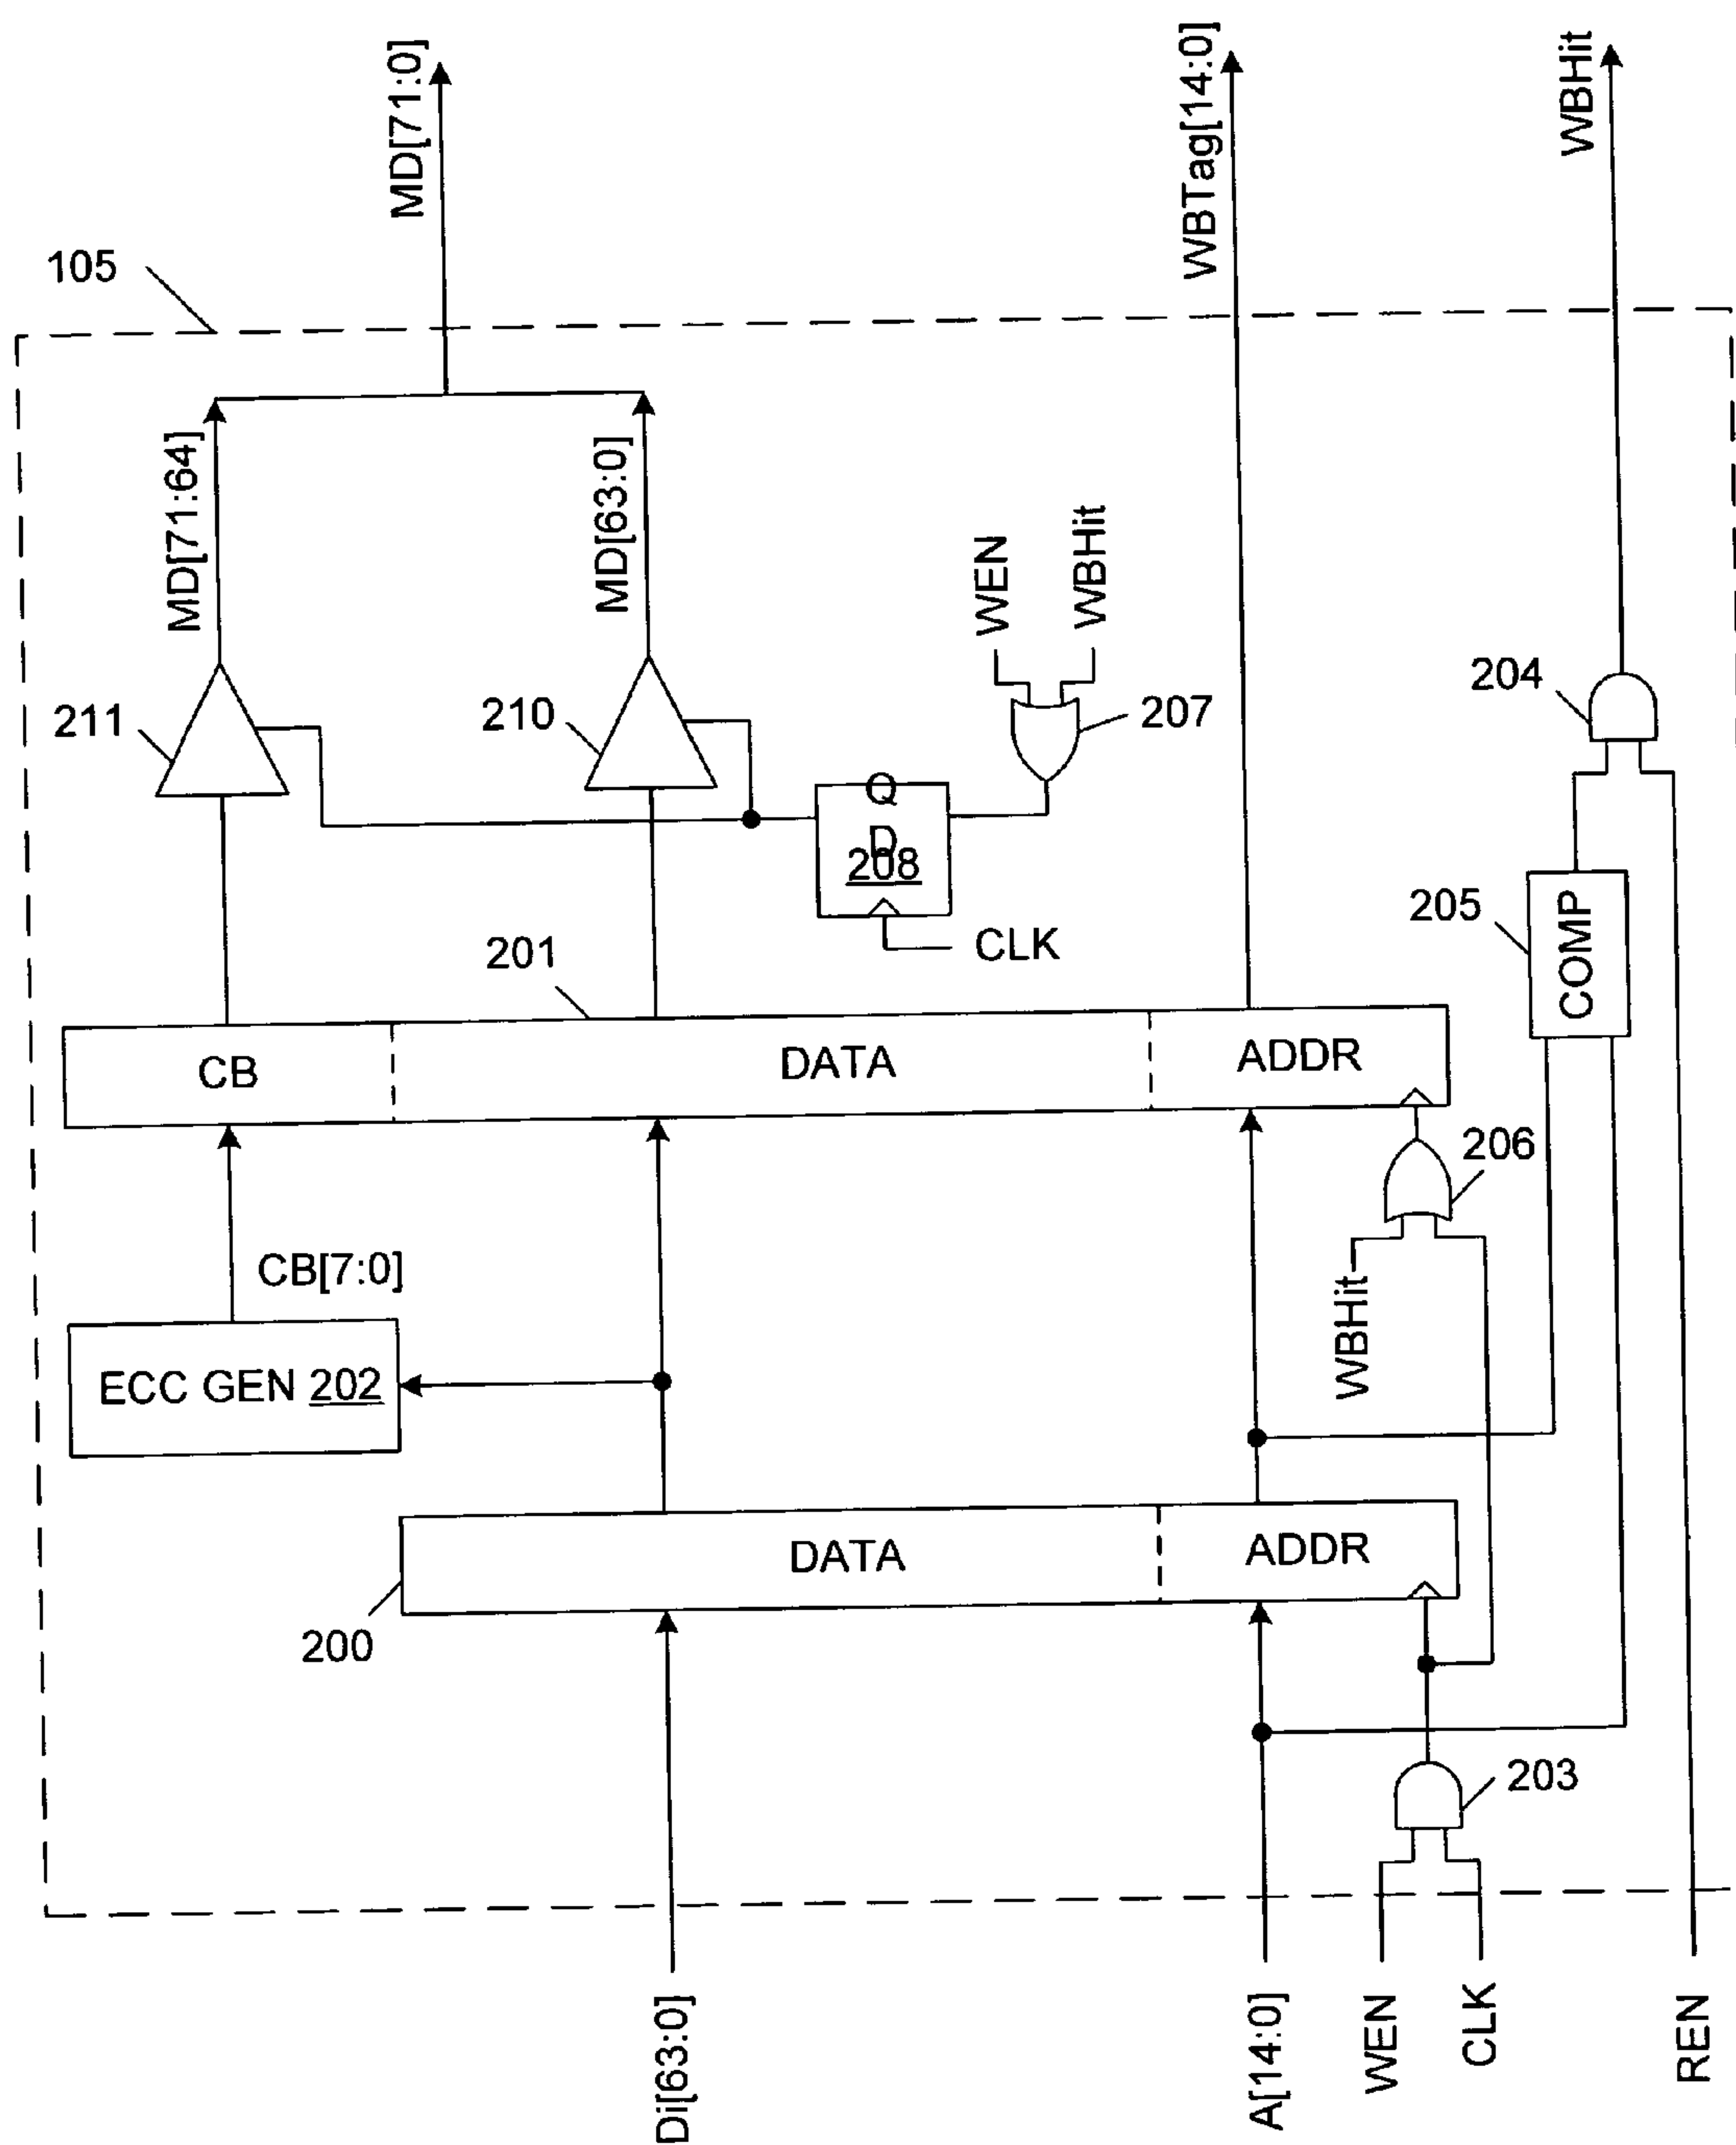 105
MD[71:0]
WBTag[14:0]
WBHit
MD[71:64]
MD[63:0]
211
210
WEN
WBHit
207
204
Q
D
208
CLK
205
COMP
201
CB
DATA
ADDR
206
CB[7:0]
WBHit
ECC GEN 202
DATA
ADDR
200
203
Di[63:0]
A[14:0]
WEN
CLK
REN